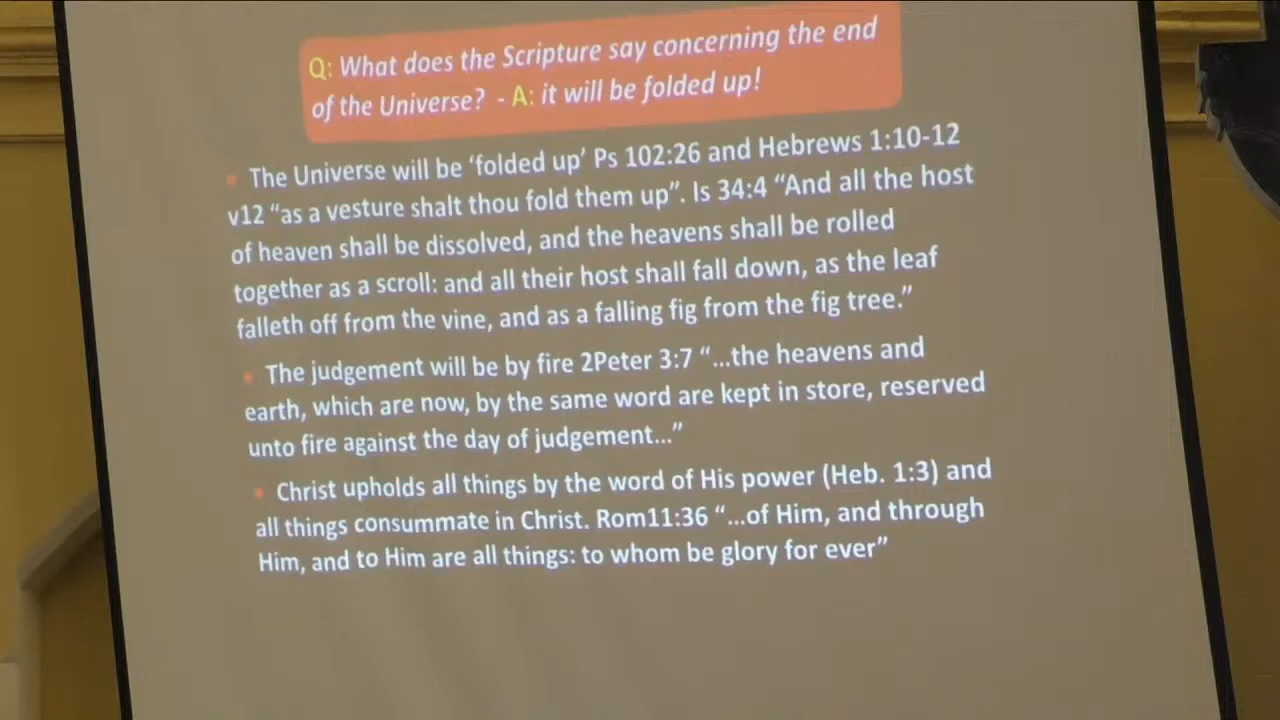 Q: What does the Scripture say concerning the end
of the Universe? - A: it will be folded up!
▪ The Universe will be ‘folded up’ Ps 102:26 and Hebrews 1:10-12
v12 “as a vesture shalt thou fold them up”. Is 34:4 “And all the host
of heaven shall be dissolved, and the heavens shall be rolled
together as a scroll: and all their host shall fall down, as the leaf
falleth off from the vine, and as a falling fig from the fig tree.”
▪ The judgement will be by fire 2Peter 3:7 “...the heavens and
earth, which are now, by the same word are kept in store, reserved
unto fire against the day of judgement...”
▪ Christ upholds all things by the word of His power (Heb. 1:3) and
all things consummate in Christ. Rom11:36 “...of Him, and through
Him, and to Him are all things: to whom be glory for ever”